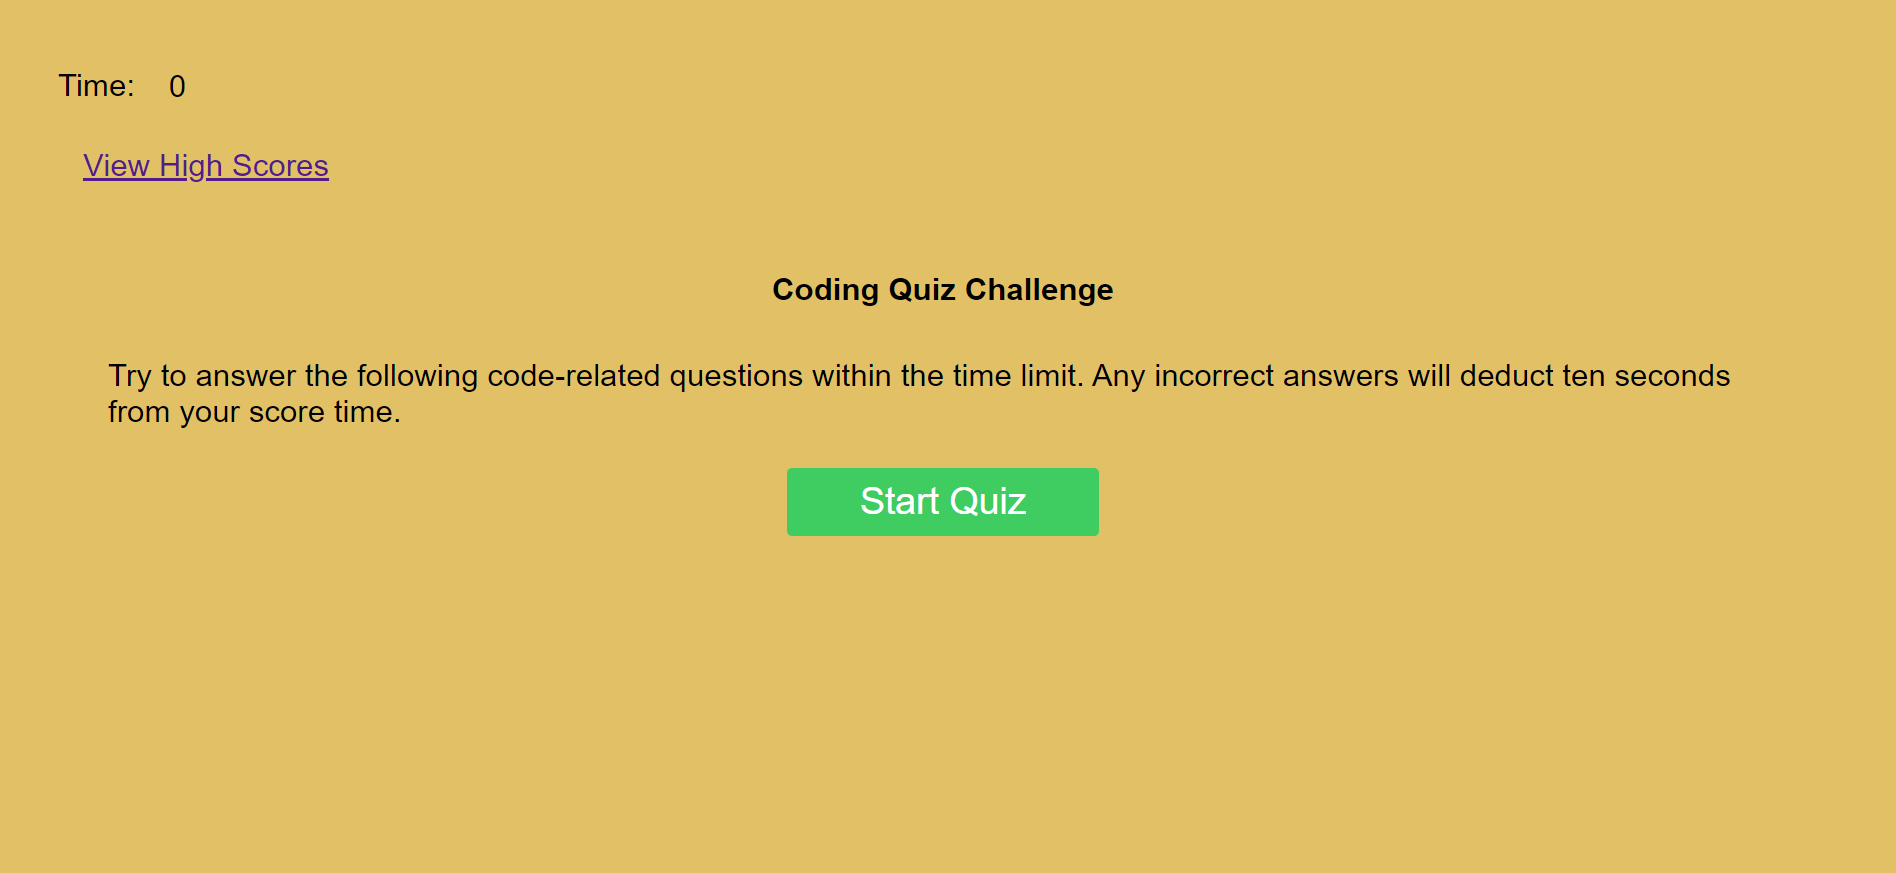 Time: 0
View High Scores
Coding Quiz Challenge
Try to answer the following code-related questions within the time limit. Any incorrect answers will deduct ten seconds
from your score time.
Start Quiz